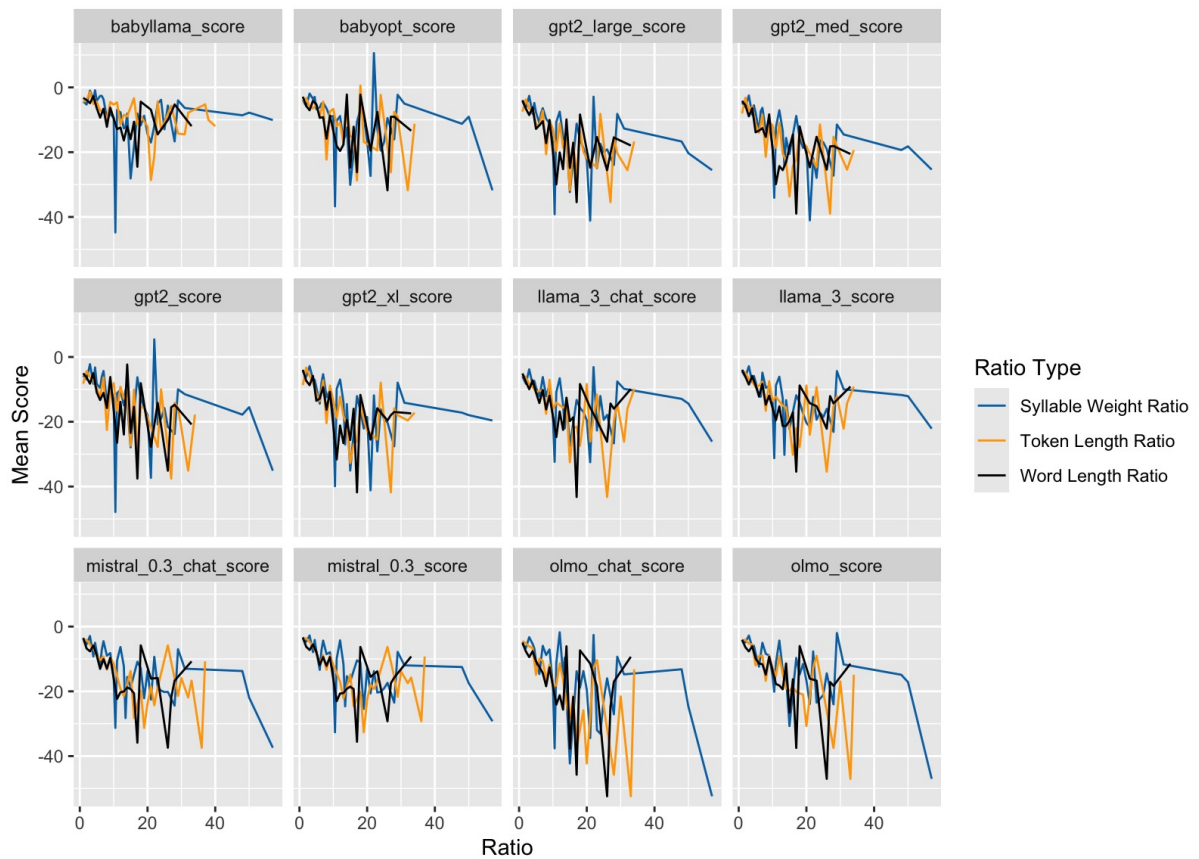 babyllama_score
babyopt_score
gpt2_large_score
gpt2_med_score
0
-20
-40
gpt2_score
gpt2_xl_score
llama_3_chat_score
llama_3_score
0
-20
-40
mistral_0.3_chat_score
mistral_0.3_score
olmo_chat_score
olmo_score
0
-20
-40
0 20 40
0 20 40
0 20 40
0 20 40
Ratio
Mean Score
Ratio Type
Syllable Weight Ratio
Token Length Ratio
Word Length Ratio